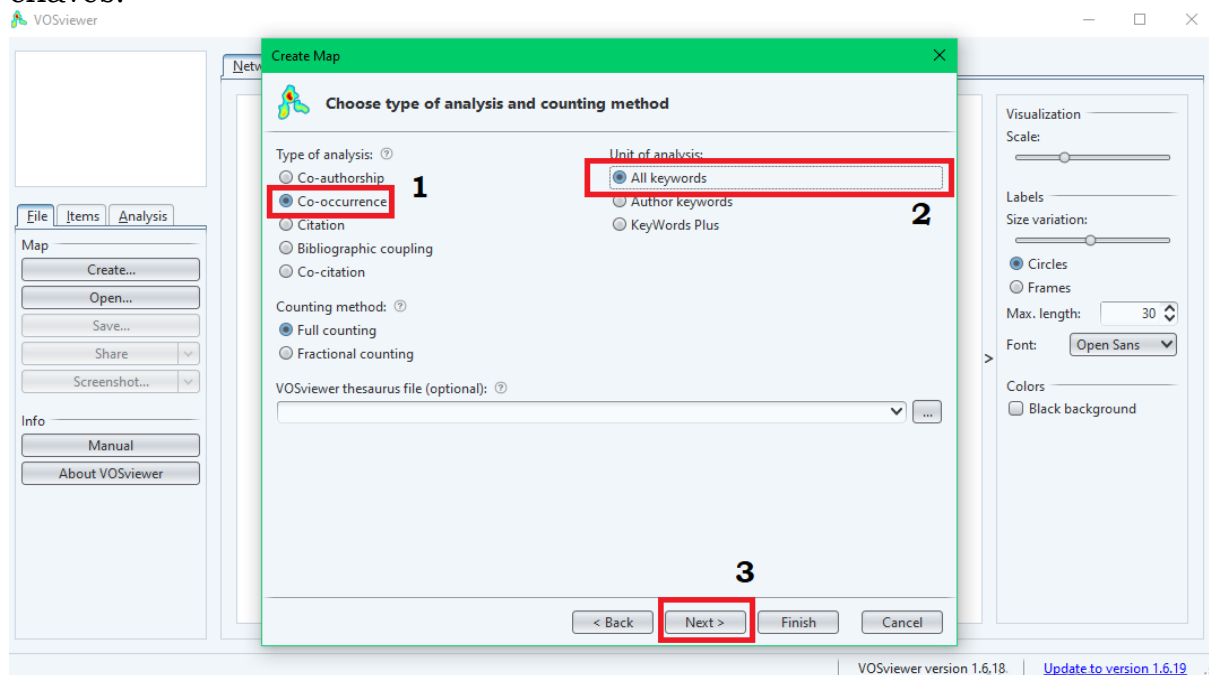 chaves.
VOSviewer
Create Map
Choose type of analysis and counting method
Type of analysis:
Unit of analysis:
Co-authorship
All keywords
1
Co-occurrence
Author keywords
2
Citation
KeyWords Plus
Bibliographic coupling
Co-citation
Counting method:
Full counting
Fractional counting
VOSviewer thesaurus file (optional):
...
3
< Back
Next >
Finish
Cancel
Netw
File
Items
Analysis
Map
Create...
Open...
Save...
Share
Screenshot...
Info
Manual
About VOSviewer
Visualization
Scale:
Labels
Size variation:
Circles
Frames
Max. length:
30
Font:
Open Sans
>
Colors
Black background
VOSviewer version 1.6.18.
Update to version 1.6.19